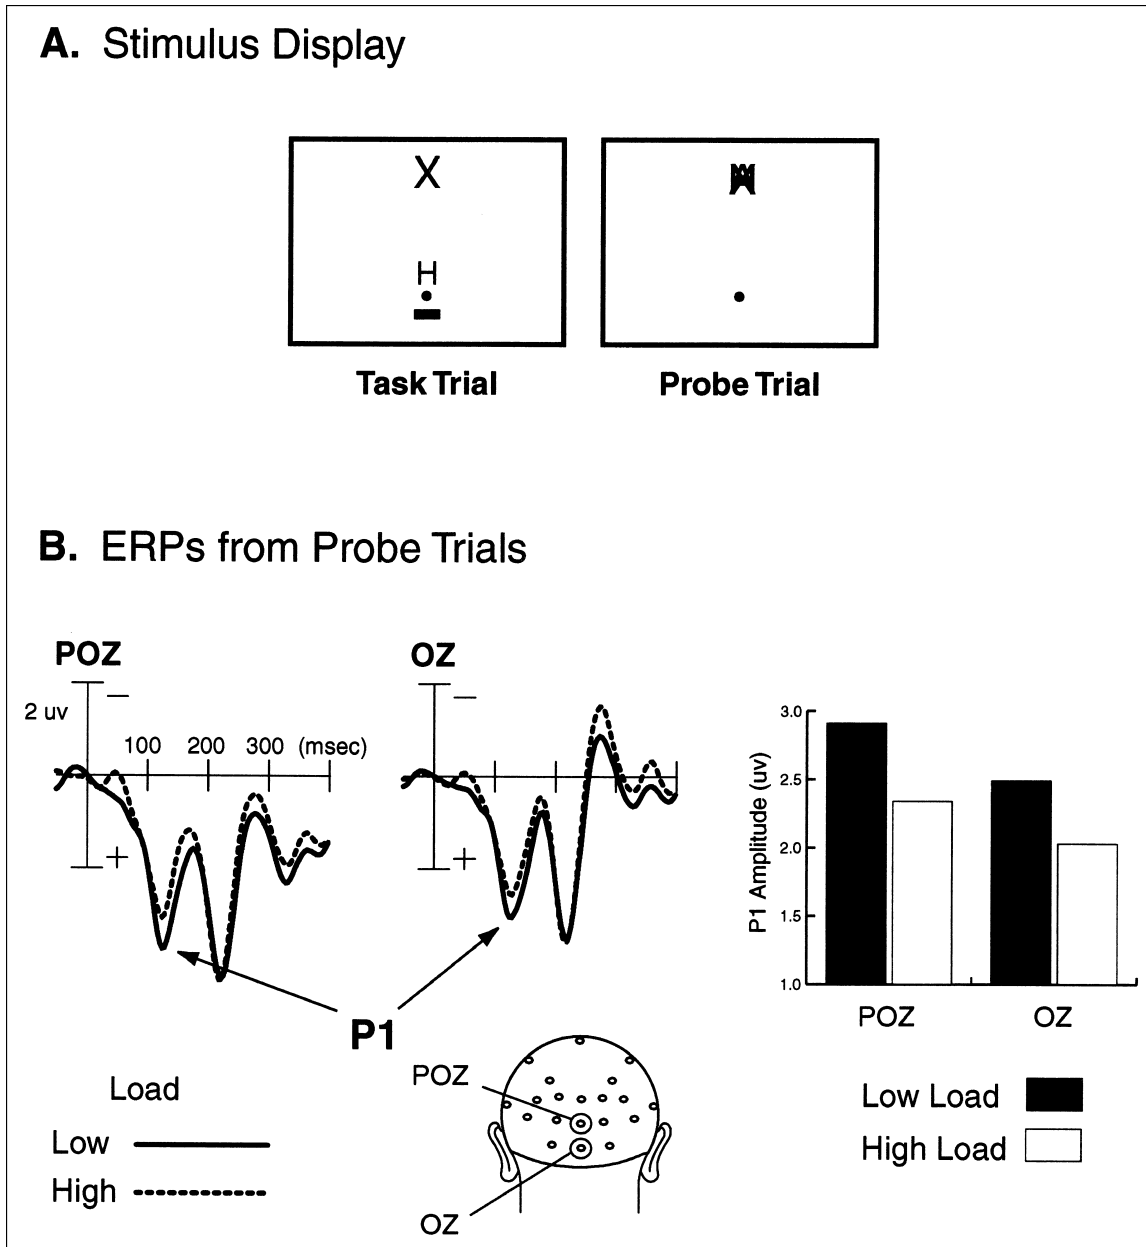 A. Stimulus Display
X
H
Task Trial
Probe Trial
B. ERPs from Probe Trials
POZ
2 uv
−
+
100 200 300 (msec)
OZ
−
+
P1
Load
Low
High
POZ
OZ
P1 Amplitude (uv)
3.0
2.5
2.0
1.5
1.0
POZ OZ
Low Load
High Load